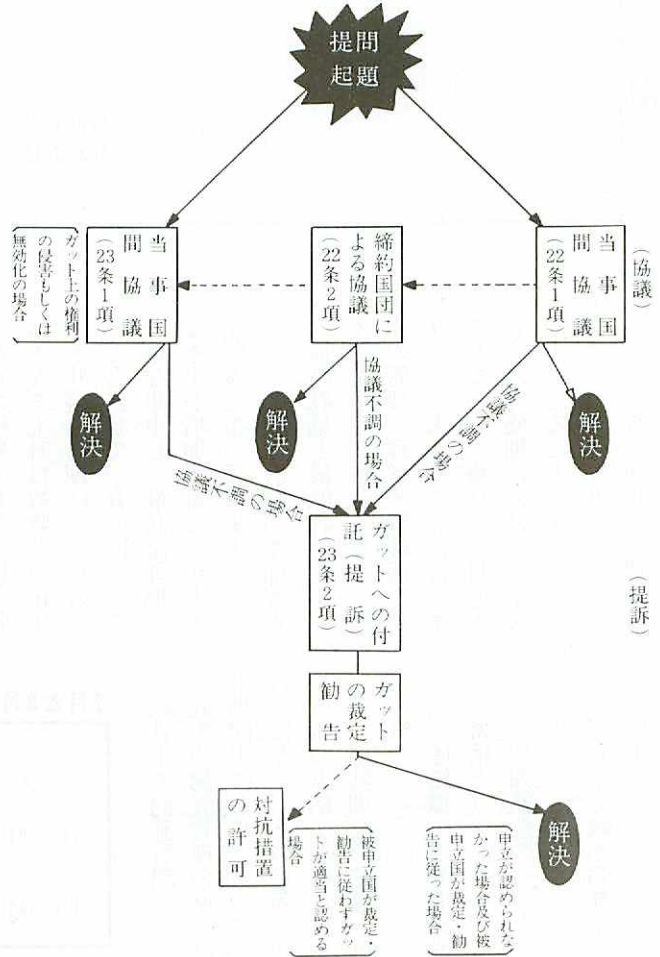 問題
提起
(協議)
当事国
間協議
(22条1項)
締約国団に
よる協議
(22条2項)
当事国
間協議
(23条1項)
ガット上の権利
の侵害もしくは
無効化の場合
解決
解決
解決
協議不調の場合
協議不調の場合
協議不調の場合
(提訴)
ガットへの付
託(提訴)
(23条2項)
ガット
の裁定
勧告
解決
申立が認められな
かった場合及び被
申立国が裁定・勧
告に従った場合
対抗措置
の許可
被申立国が裁定・
勧告に従わずガッ
トが適当と認める
場合